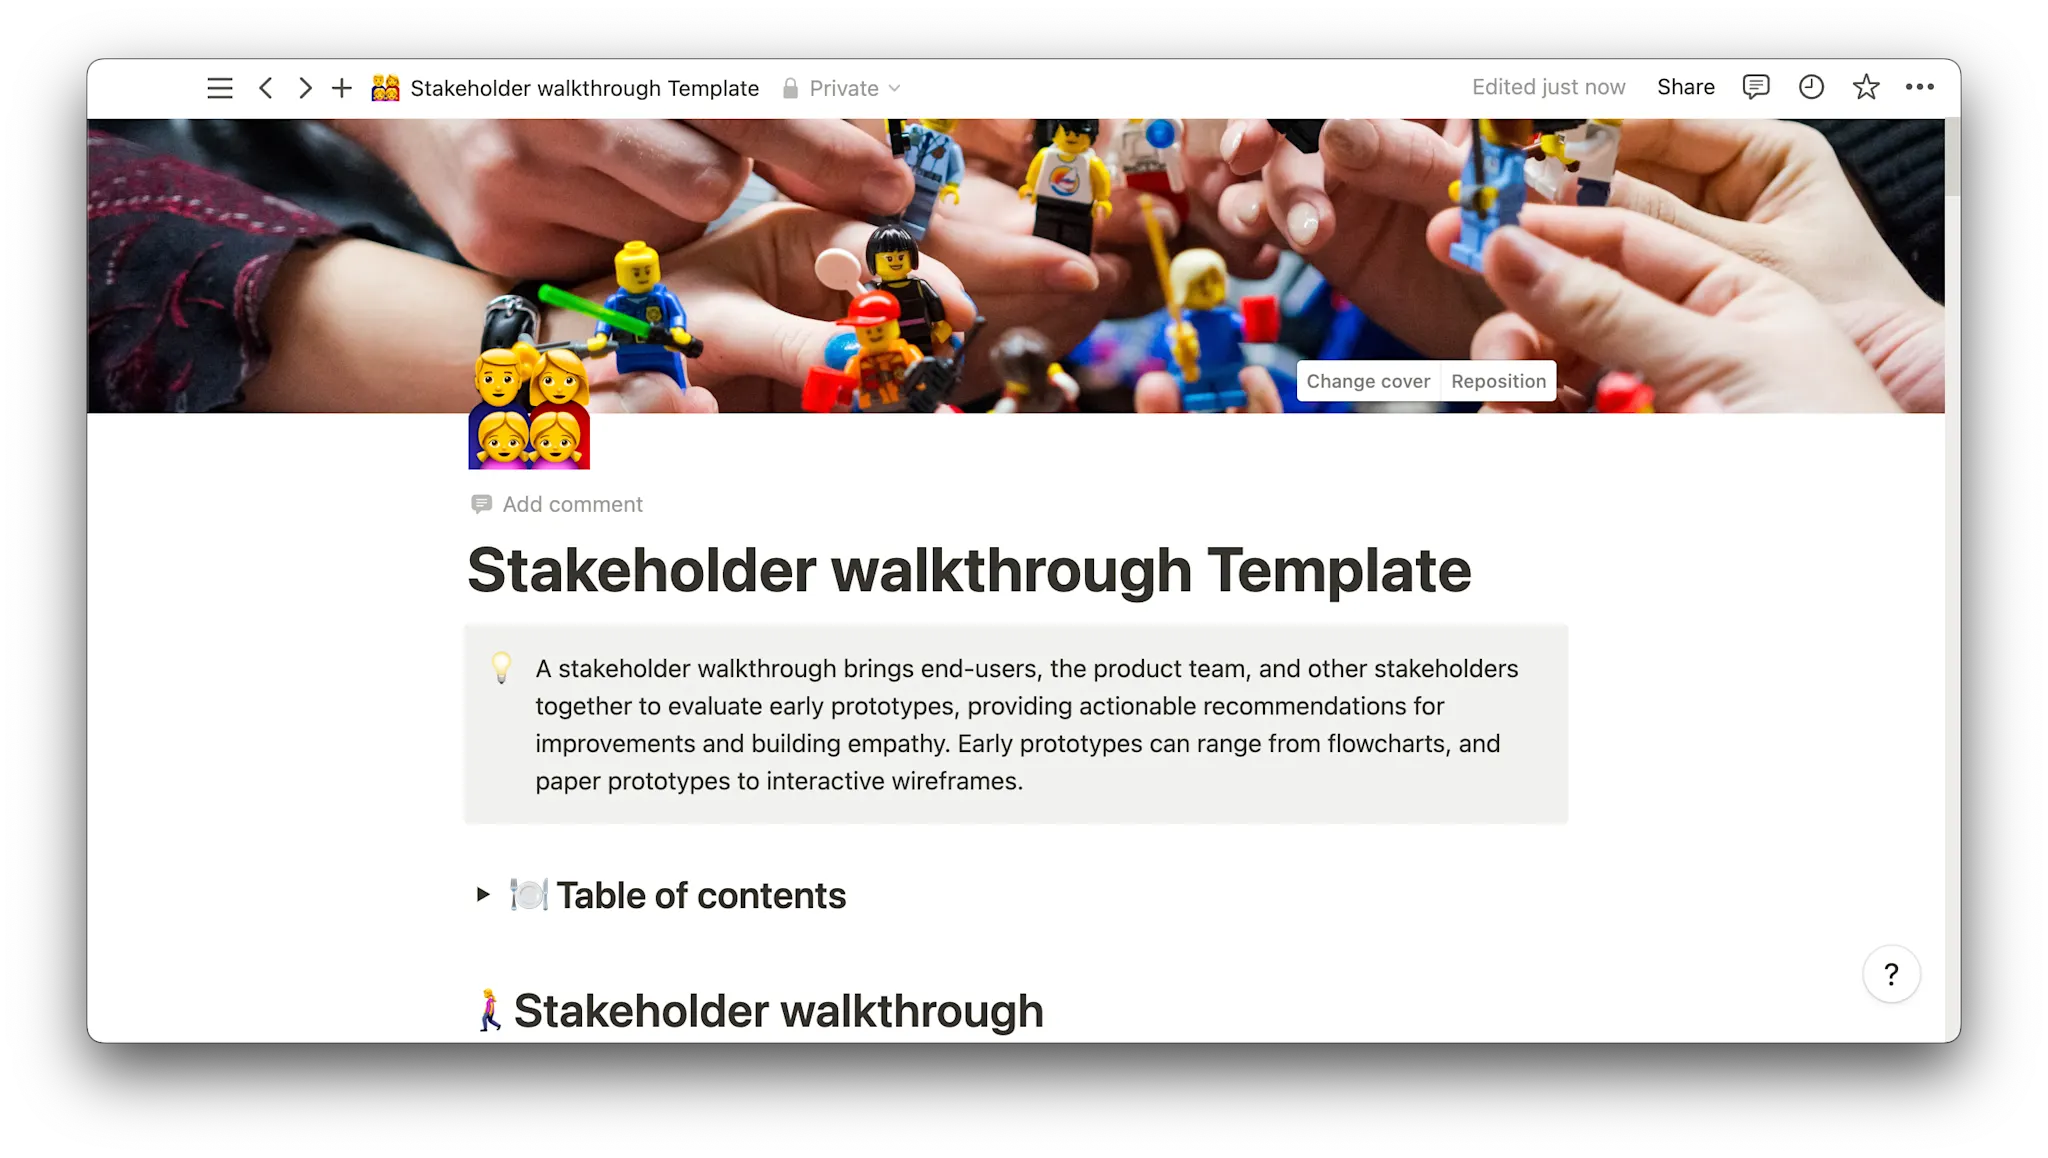 Stakeholder walkthrough Template
Private
Edited just now
Share
Change cover
Reposition
Add comment
Stakeholder walkthrough Template
A stakeholder walkthrough brings end-users, the product team, and other stakeholders
together to evaluate early prototypes, providing actionable recommendations for
improvements and building empathy. Early prototypes can range from flowcharts, and
paper prototypes to interactive wireframes.
Table of contents
?
Stakeholder walkthrough